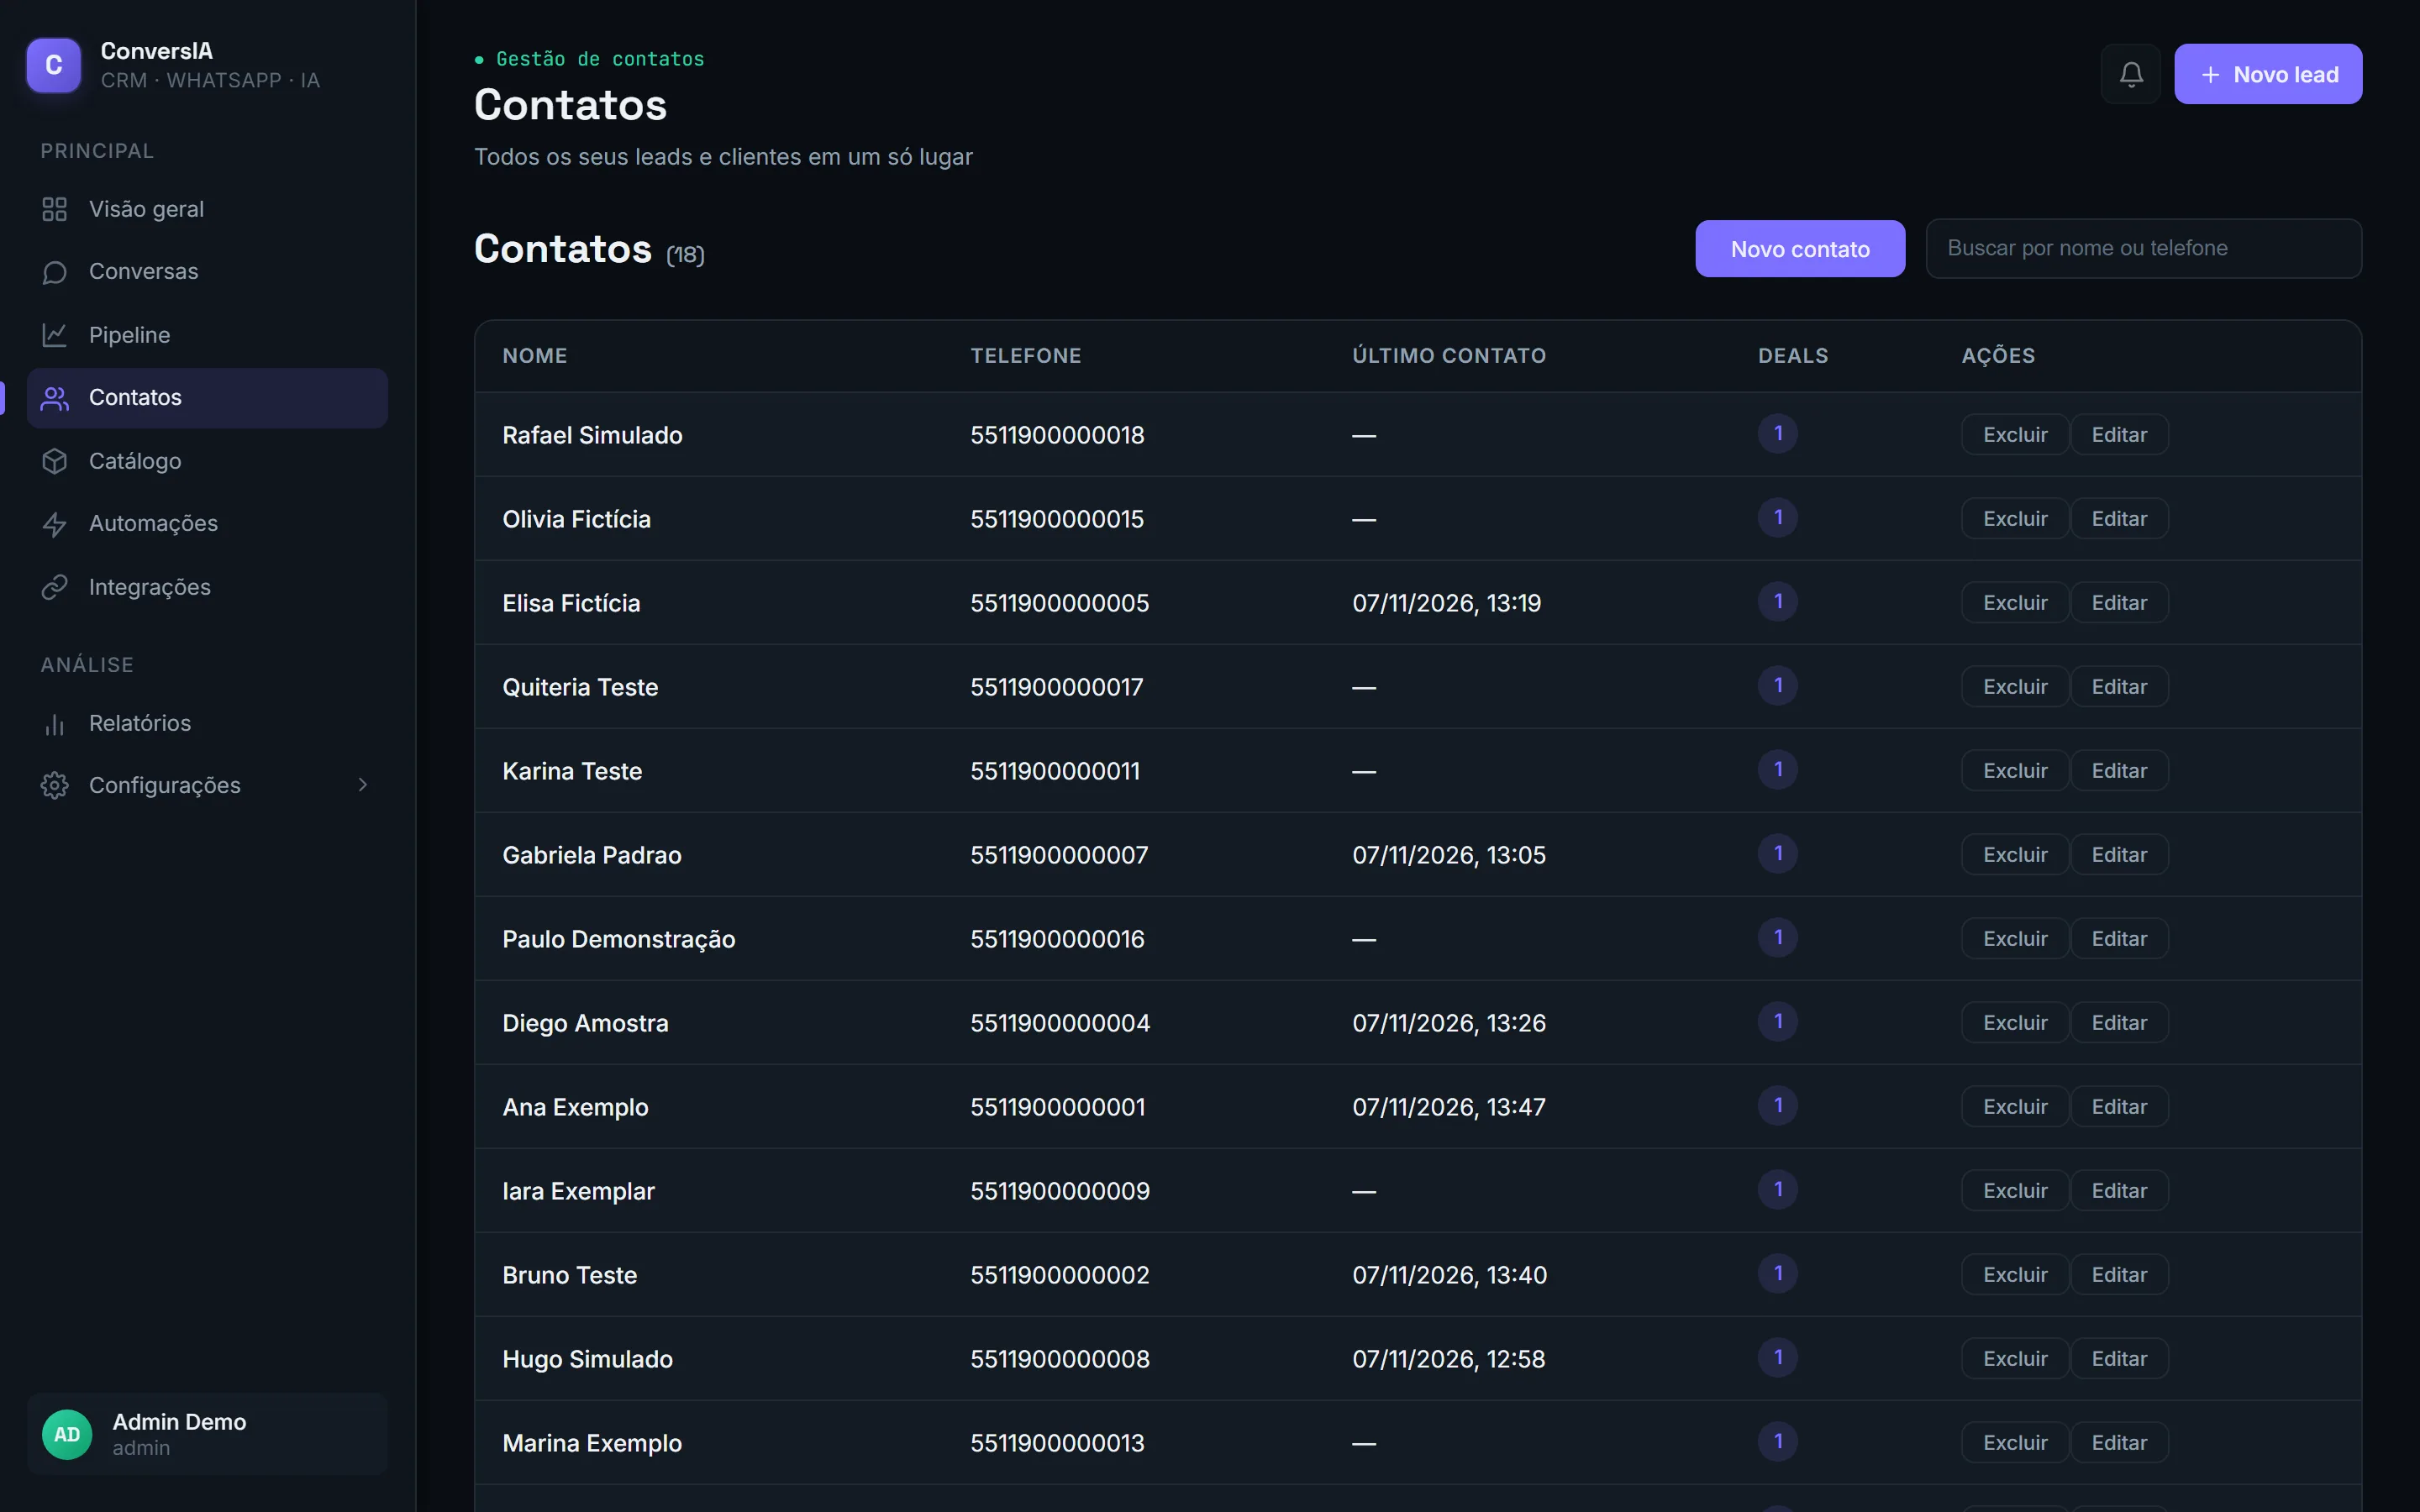 C
ConversIA
CRM · WHATSAPP · IA
PRINCIPAL
Visão geral
Conversas
Pipeline
Contatos
Catálogo
Automações
Integrações
ANÁLISE
Relatórios
Configurações
AD
Admin Demo
admin
• Gestão de contatos
Contatos
Todos os seus leads e clientes em um só lugar
+ Novo lead
Contatos (18)
Novo contato
Buscar por nome ou telefone
NOME TELEFONE ÚLTIMO CONTATO DEALS AÇÕES
Rafael Simulado 5511900000018 — 1 Excluir Editar
Olivia Fictícia 5511900000015 — 1 Excluir Editar
Elisa Fictícia 5511900000005 07/11/2026, 13:19 1 Excluir Editar
Quiteria Teste 5511900000017 — 1 Excluir Editar
Karina Teste 5511900000011 — 1 Excluir Editar
Gabriela Padrao 5511900000007 07/11/2026, 13:05 1 Excluir Editar
Paulo Demonstração 5511900000016 — 1 Excluir Editar
Diego Amostra 5511900000004 07/11/2026, 13:26 1 Excluir Editar
Ana Exemplo 5511900000001 07/11/2026, 13:47 1 Excluir Editar
Iara Exemplar 5511900000009 — 1 Excluir Editar
Bruno Teste 5511900000002 07/11/2026, 13:40 1 Excluir Editar
Hugo Simulado 5511900000008 07/11/2026, 12:58 1 Excluir Editar
Marina Exemplo 5511900000013 — 1 Excluir Editar